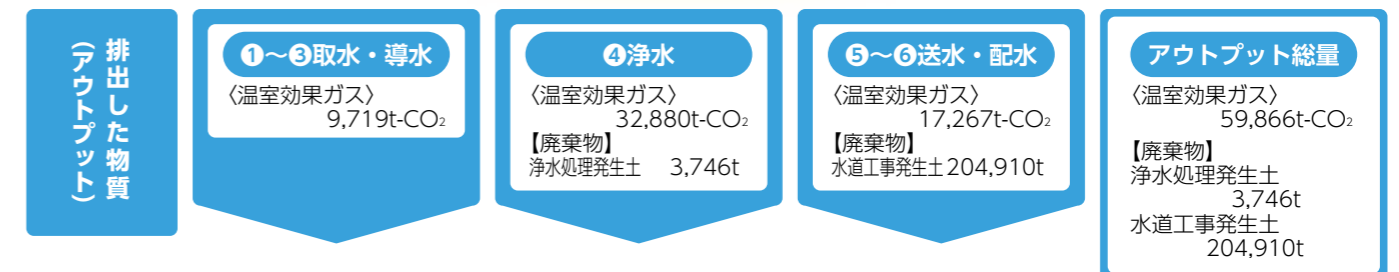 排出した物質
(アウトプット)
❶～❸取水・導水
〈温室効果ガス〉
9,719t-CO₂
❹浄水
〈温室効果ガス〉
32,880t-CO₂
【廃棄物】
浄水処理発生土 3,746t
❺～❻送水・配水
〈温室効果ガス〉
17,267t-CO₂
【廃棄物】
水道工事発生土 204,910t
アウトプット総量
〈温室効果ガス〉
59,866t-CO₂
【廃棄物】
浄水処理発生土
3,746t
水道工事発生土
204,910t